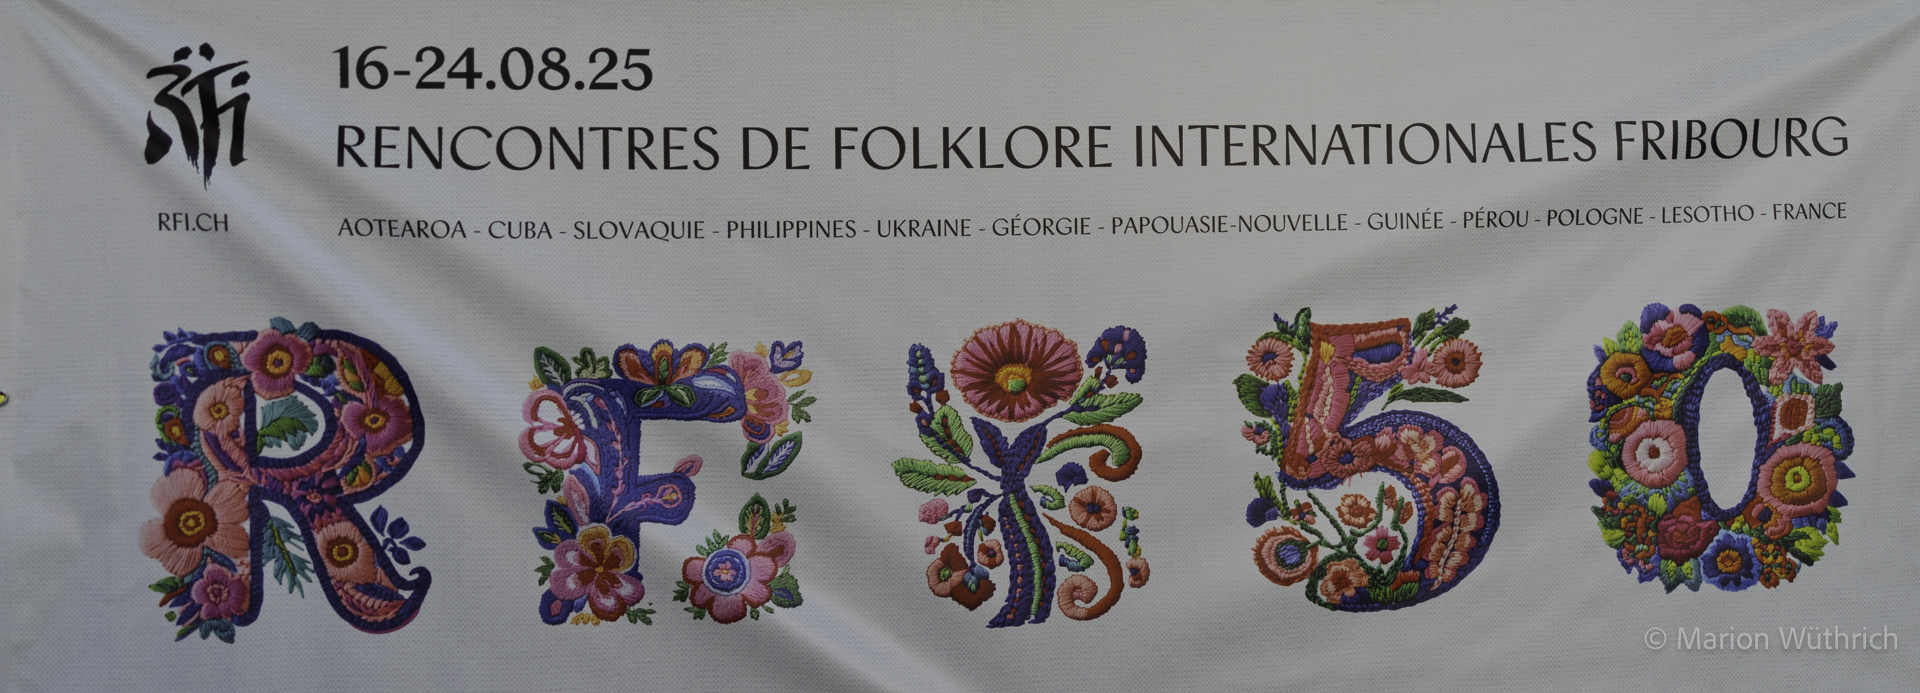 16-24.08.25
RENCONTRES DE FOLKLORE INTERNATIONALES FRIBOURG
RFi
RFI.CH
AOTEAROA - CUBA - SLOVAQUIE - PHILIPPINES - UKRAINE - GÉORGIE - PAPOUASIE-NOUVELLE - GUINÉE - PÉROU - POLOGNE - LESOTHO - FRANCE
RFI50
© Marion Wüthrich